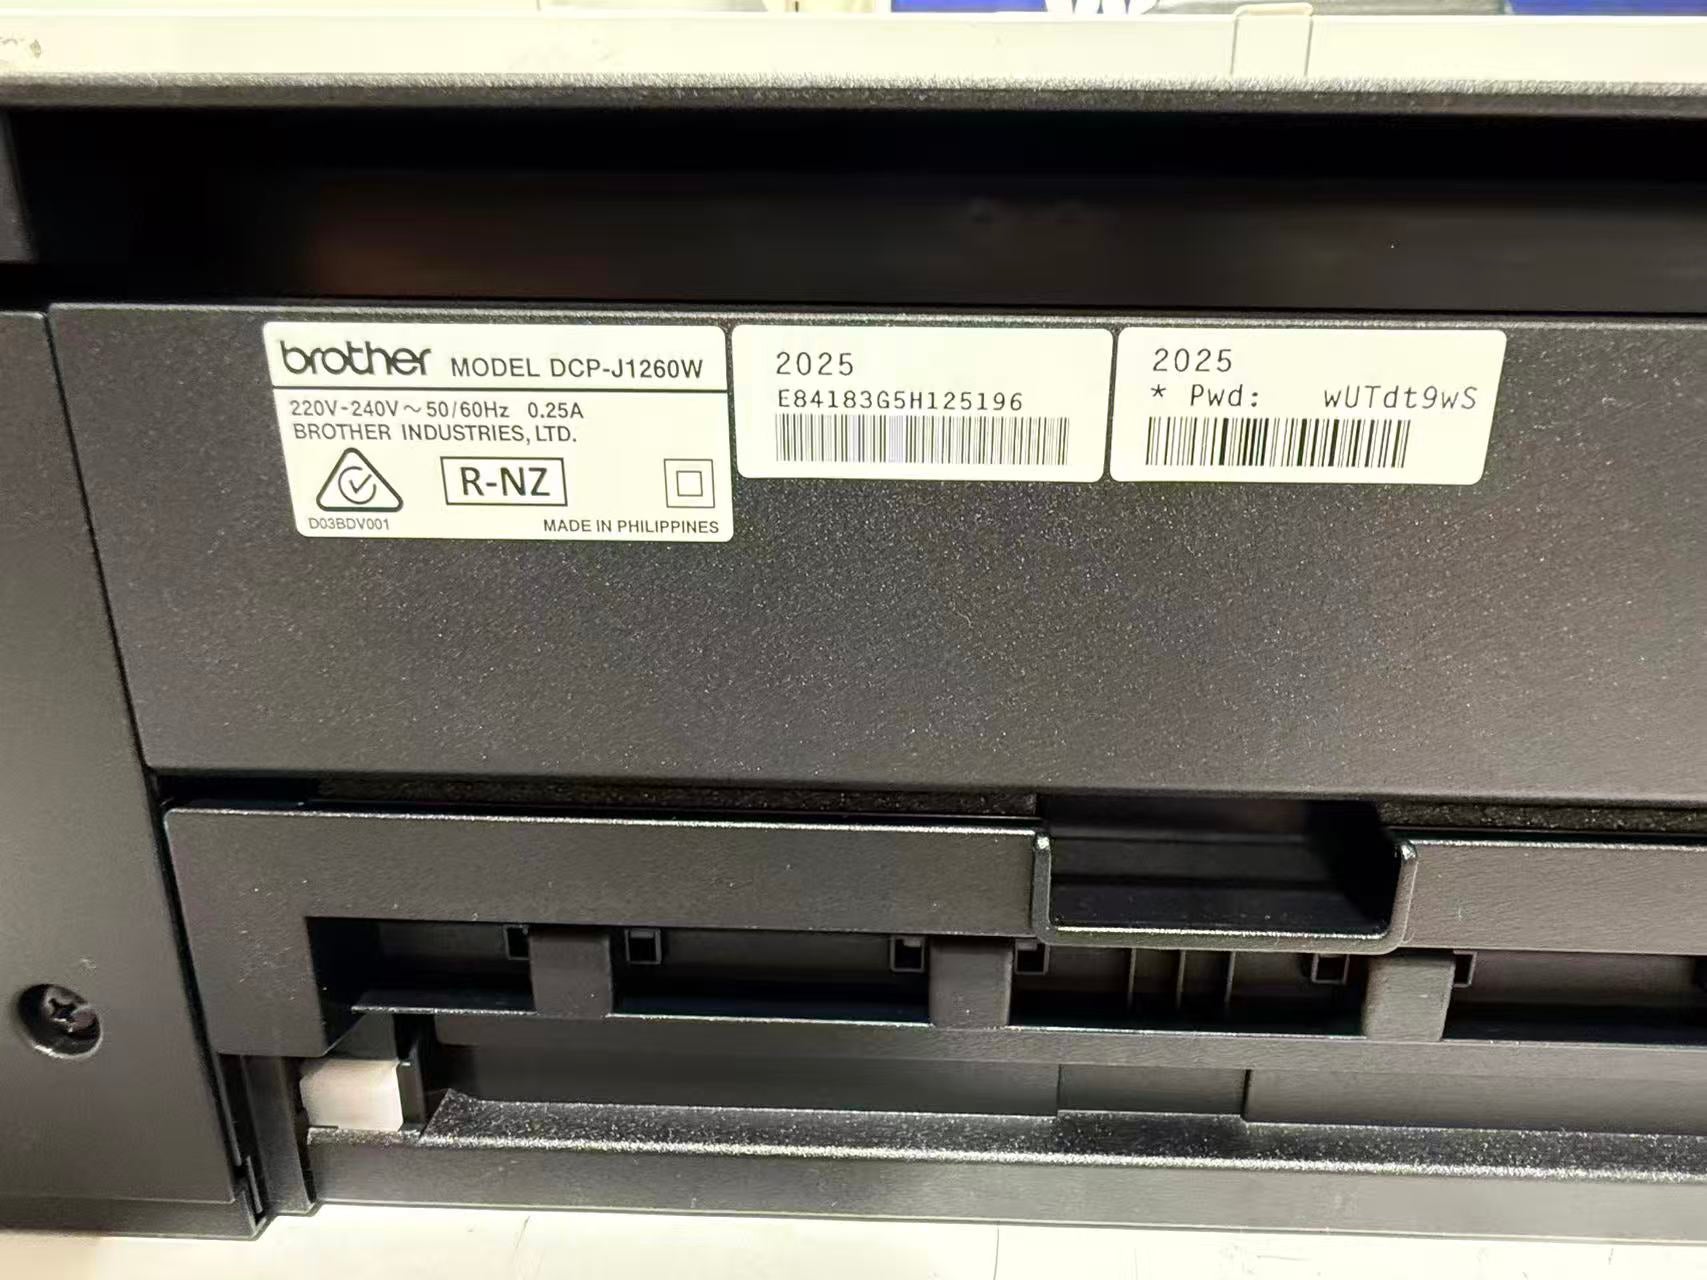 brother MODEL DCP-J1260W
220V-240V～50/60Hz 0.25A
BROTHER INDUSTRIES, LTD.
R-NZ
D03BDV001
MADE IN PHILIPPINES
2025
E84183G5H125196
2025
* Pwd: wUTdt9wS